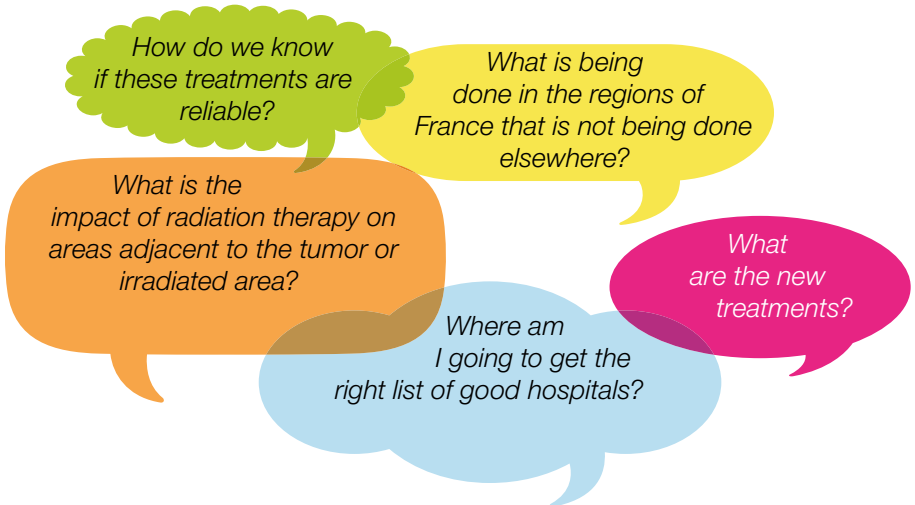 How do we know
if these treatments are
reliable?
What is being
done in the regions of
France that is not being done
elsewhere?
What is the
impact of radiation therapy on
areas adjacent to the tumor or
irradiated area?
What
are the new
treatments?
Where am
I going to get the
right list of good hospitals?